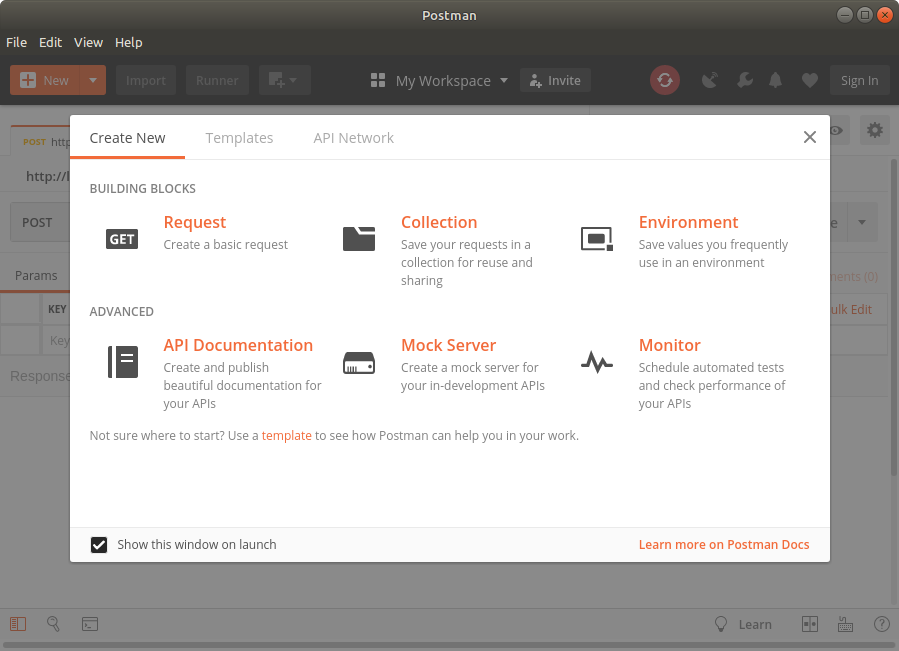 Postman
File Edit View Help
New Import Runner My Workspace Invite Sign In
Create New Templates API Network
POST
http://
BUILDING BLOCKS
POST
GET
Request
Create a basic request
Collection
Save your requests in a
collection for reuse and
sharing
Environment
Save values you frequently
use in an environment
Params
(0)
KEY
Bulk Edit
Key
Response
ADVANCED
API Documentation
Create and publish
beautiful documentation for
your APIs
Mock Server
Create a mock server for
your in-development APIs
Monitor
Schedule automated tests
and check performance of
your APIs
Not sure where to start? Use a template to see how Postman can help you in your work.
Show this window on launch
Learn more on Postman Docs
Learn